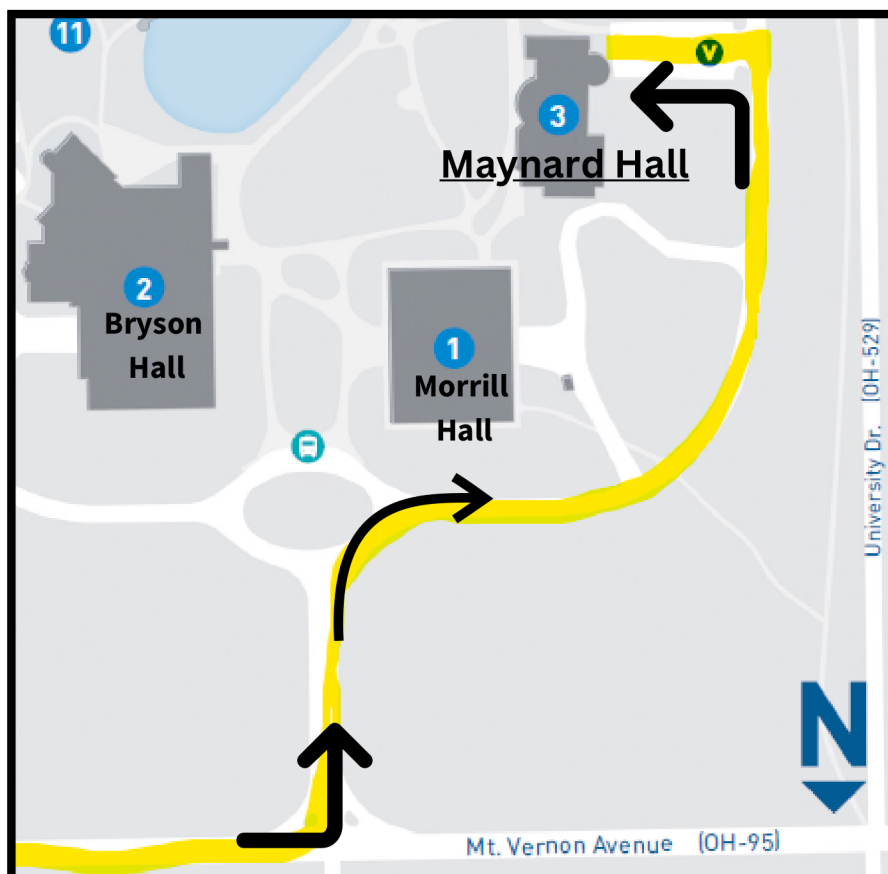 11
V
3
Maynard Hall
2
Bryson
Hall
1
Morrill
Hall
University Dr. (OH-529)
N
Mt. Vernon Avenue (OH-95)